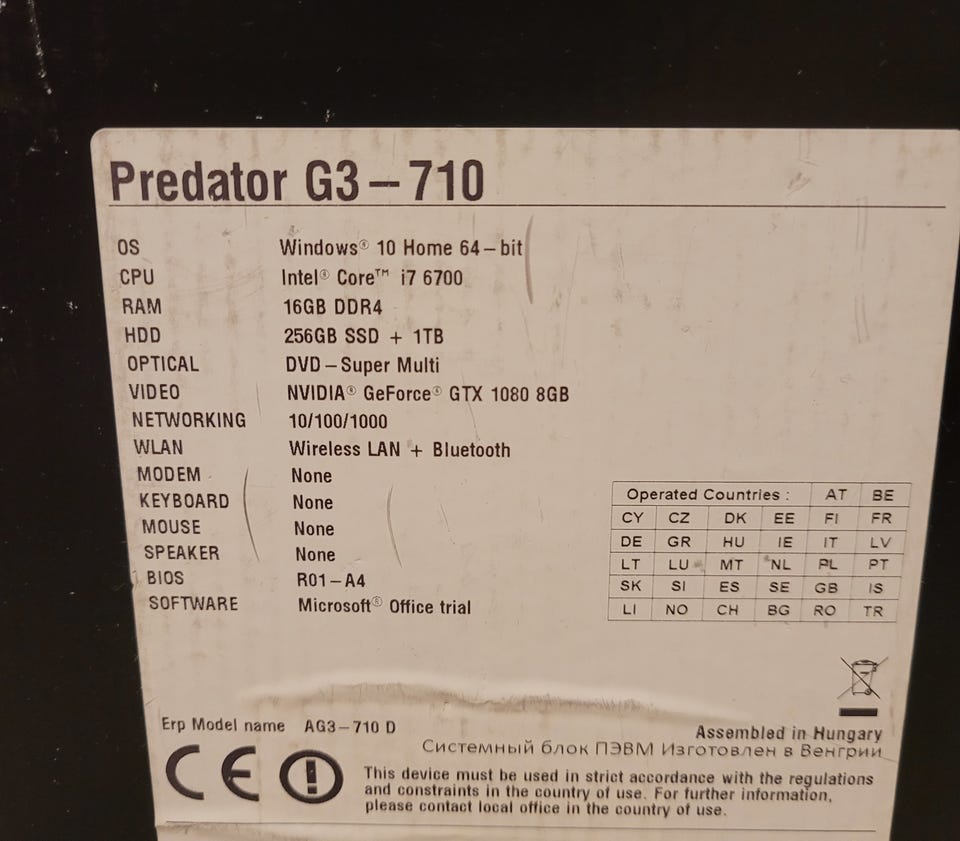 Predator G3-710
OS Windows® 10 Home 64-bit
CPU Intel® Core™ i7 6700
RAM 16GB DDR4
HDD 256GB SSD + 1TB
OPTICAL DVD-Super Multi
VIDEO NVIDIA® GeForce® GTX 1080 8GB
NETWORKING 10/100/1000
WLAN Wireless LAN + Bluetooth
MODEM None
KEYBOARD None
MOUSE None
SPEAKER None
BIOS R01-A4
SOFTWARE Microsoft® Office trial
Operated Countries : AT BE
CY CZ DK EE FI FR
DE GR HU IE IT LV
LT LU MT NL PL PT
SK SI ES SE GB IS
LI NO CH BG RO TR
Erp Model name AG3-710 D
Assembled in Hungary
Системный блок ПЭВМ Изготовлен в Венгрии
CE
This device must be used in strict accordance with the regulations
and constraints in the country of use. For further information,
please contact local office in the country of use.